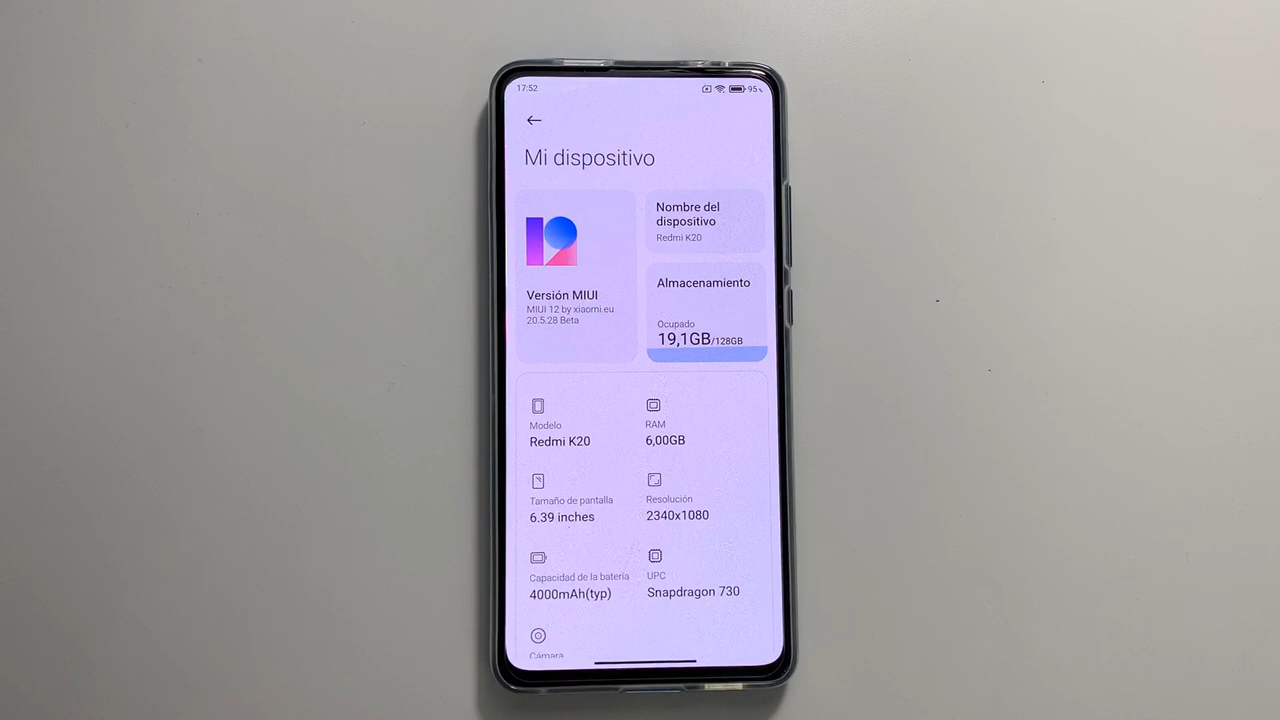 17:52
95%
Mi dispositivo
12
Versión MIUI
MIUI 12 by xiaomi.eu
20.5.28 Beta
Nombre del
dispositivo
Redmi K20
Almacenamiento
Ocupado
19,1GB/128GB
Modelo
Redmi K20
RAM
6,00GB
Tamaño de pantalla
6.39 inches
Resolución
2340x1080
Capacidad de la batería
4000mAh(typ)
UPC
Snapdragon 730
Cámara